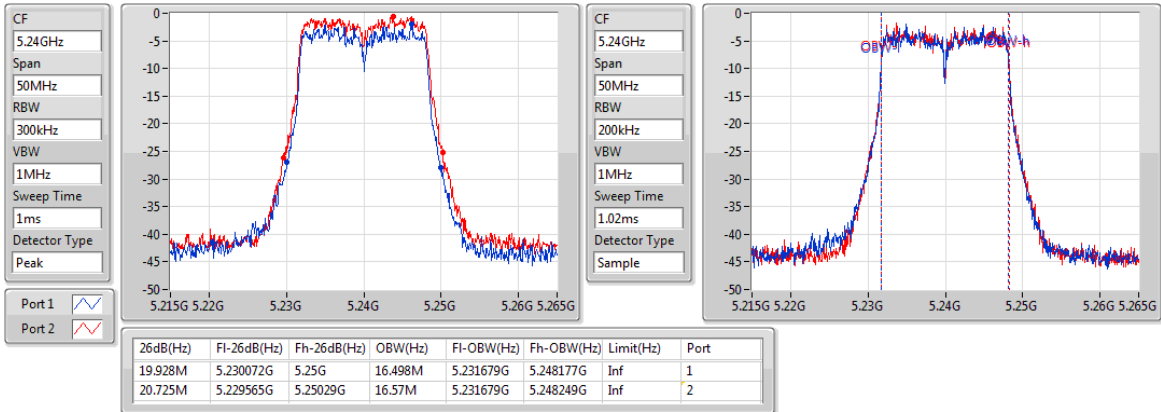 CF
5.24GHz
Span
50MHz
RBW
300kHz
VBW
1MHz
Sweep Time
1ms
Detector Type
Peak
Port 1
Port 2
0-
-5-
-10-
-15-
-20-
-25-
-30-
-35-
-40-
-45-
-50-
5.215G 5.22G 5.23G 5.24G 5.25G 5.26G 5.265G
CF
5.24GHz
Span
50MHz
RBW
200kHz
VBW
1MHz
Sweep Time
1.02ms
Detector Type
Sample
0-
-5-
-10-
-15-
-20-
-25-
-30-
-35-
-40-
-45-
-50-
5.215G 5.22G 5.23G 5.24G 5.25G 5.26G 5.265G
26dB(Hz) Fl-26dB(Hz) Fh-26dB(Hz) OBW(Hz) Fl-OBW(Hz) Fh-OBW(Hz) Limit(Hz) Port
19.928M 5.230072G 5.25G 16.498M 5.231679G 5.248177G Inf 1
20.725M 5.229565G 5.25029G 16.57M 5.231679G 5.248249G Inf 2